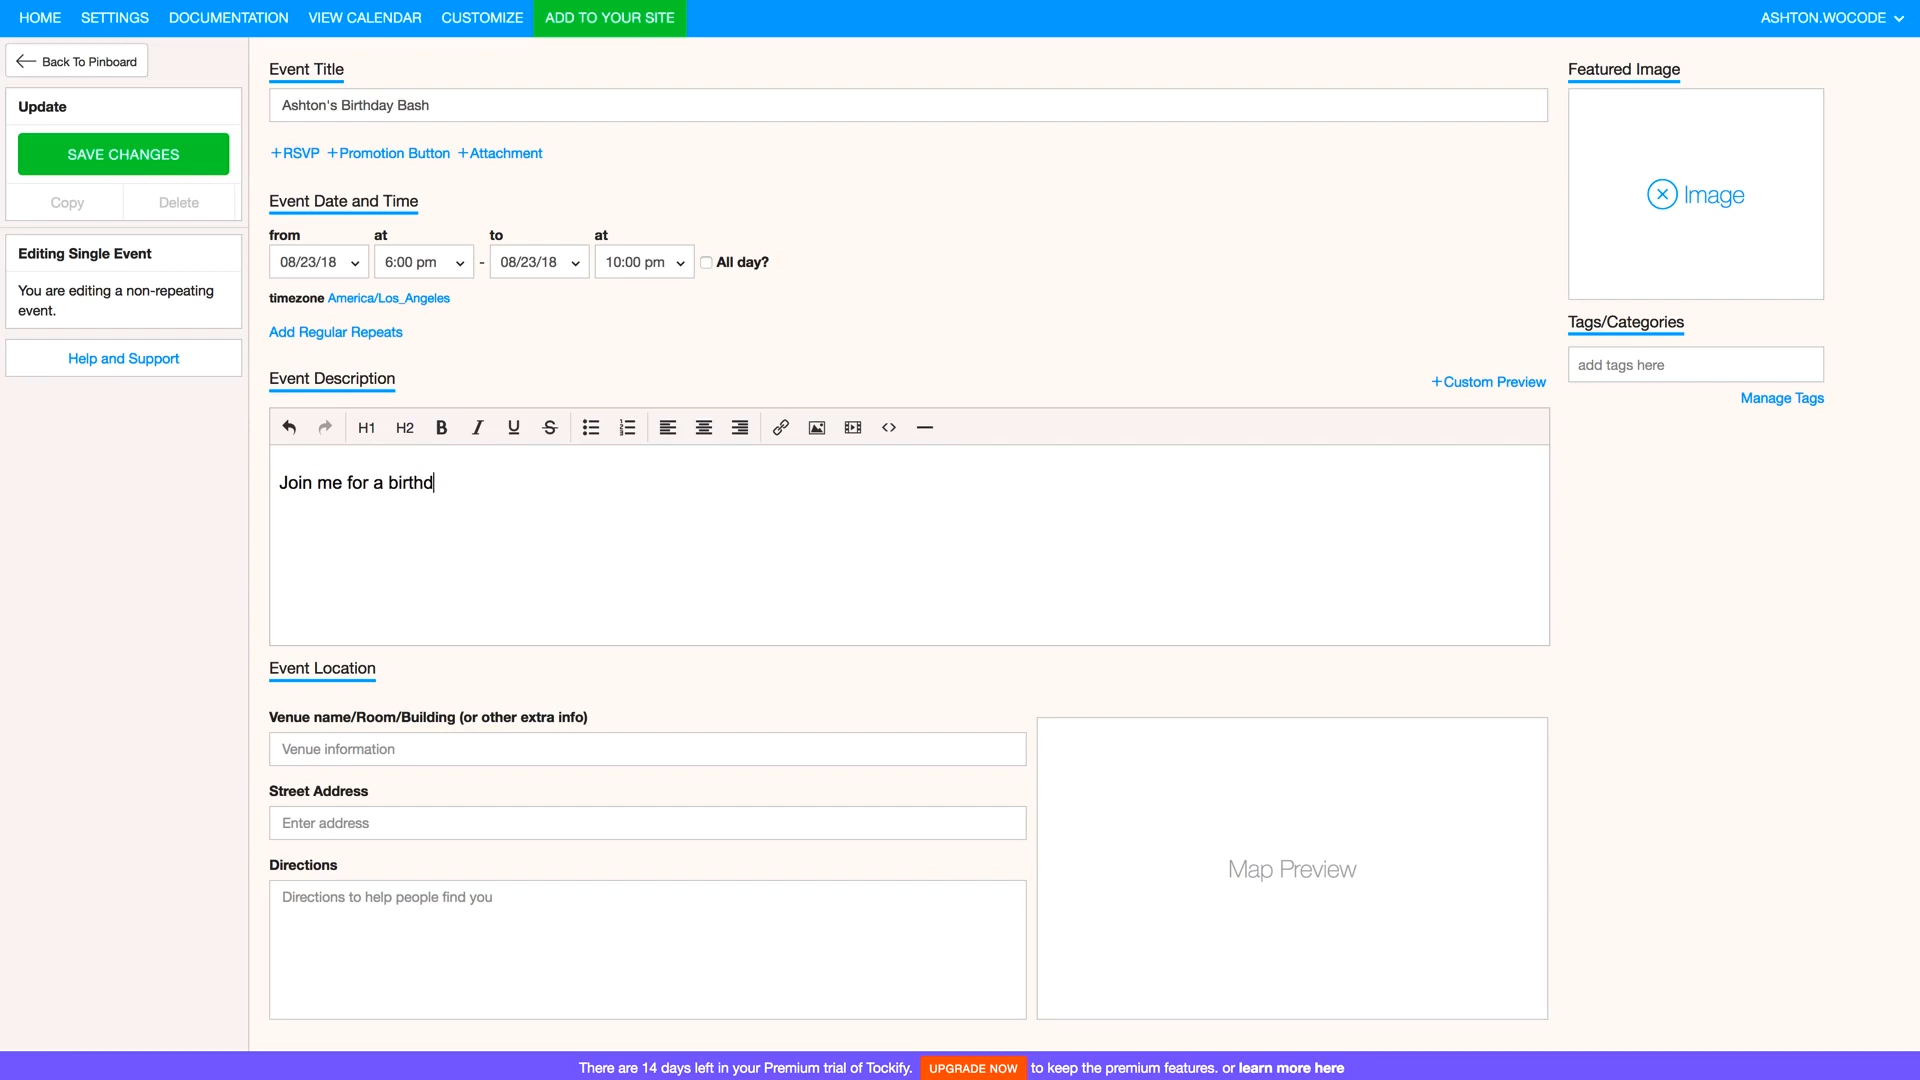 HOME SETTINGS DOCUMENTATION VIEW CALENDAR CUSTOMIZE ADD TO YOUR SITE ASHTON.WOCODE
Back To Pinboard
Update
SAVE CHANGES
Copy Delete
Editing Single Event
You are editing a non-repeating
event.
Help and Support
Event Title
Ashton's Birthday Bash
+RSVP +Promotion Button +Attachment
Event Date and Time
from at to at
08/23/18 6:00 pm - 08/23/18 10:00 pm All day?
timezone America/Los_Angeles
Add Regular Repeats
Event Description
+Custom Preview
H1 H2 B I U S
Join me for a birthd
Event Location
Venue name/Room/Building (or other extra info)
Venue information
Street Address
Enter address
Directions
Directions to help people find you
Map Preview
Featured Image
Image
Tags/Categories
add tags here
Manage Tags
There are 14 days left in your Premium trial of Tockify. UPGRADE NOW to keep the premium features. or learn more here